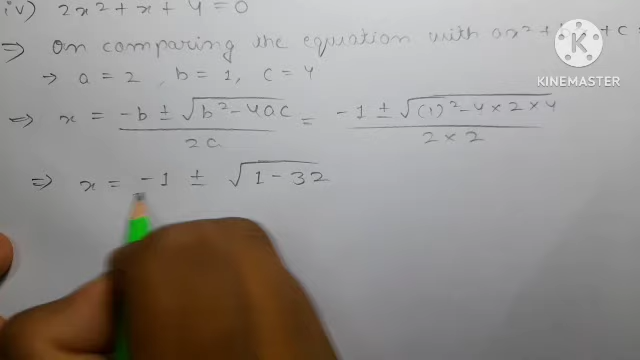 iv) 2x² + x + 4 = 0
⇒ On comparing the equation with ax² + + c =
→ a = 2 , b = 1 , c = 4
⇒ x = -b ± √b² - 4ac / 2a = -1 ± √(1)² - 4 × 2 × 4 / 2 × 2
⇒ x = -1 ± √1 - 32
KINEMASTER